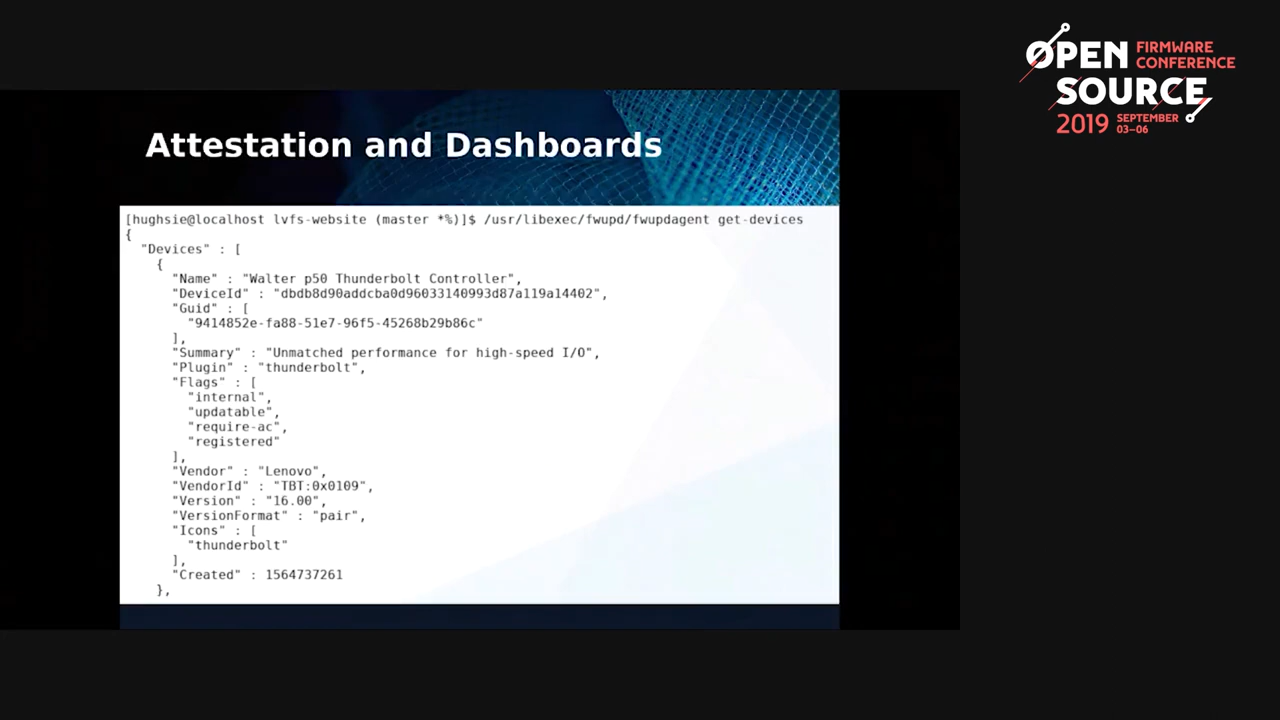 OPEN FIRMWARE CONFERENCE
SOURCE
2019 SEPTEMBER 03–06
Attestation and Dashboards
[hughsie@localhost lvfs-website (master *%)]$ /usr/libexec/fwupd/fwupdagent get-devices
{
"Devices" : [
{
"Name" : "Walter p50 Thunderbolt Controller",
"DeviceId" : "dbdb8d90addcba0d96033140993d87a119a14402",
"Guid" : [
"9414852e-fa88-51e7-96f5-45268b29b86c"
],
"Summary" : "Unmatched performance for high-speed I/O",
"Plugin" : "thunderbolt",
"Flags" : [
"internal",
"updatable",
"require-ac",
"registered"
],
"Vendor" : "Lenovo",
"VendorId" : "TBT:0x0109",
"Version" : "16.00",
"VersionFormat" : "pair",
"Icons" : [
"thunderbolt"
],
"Created" : 1564737261
},